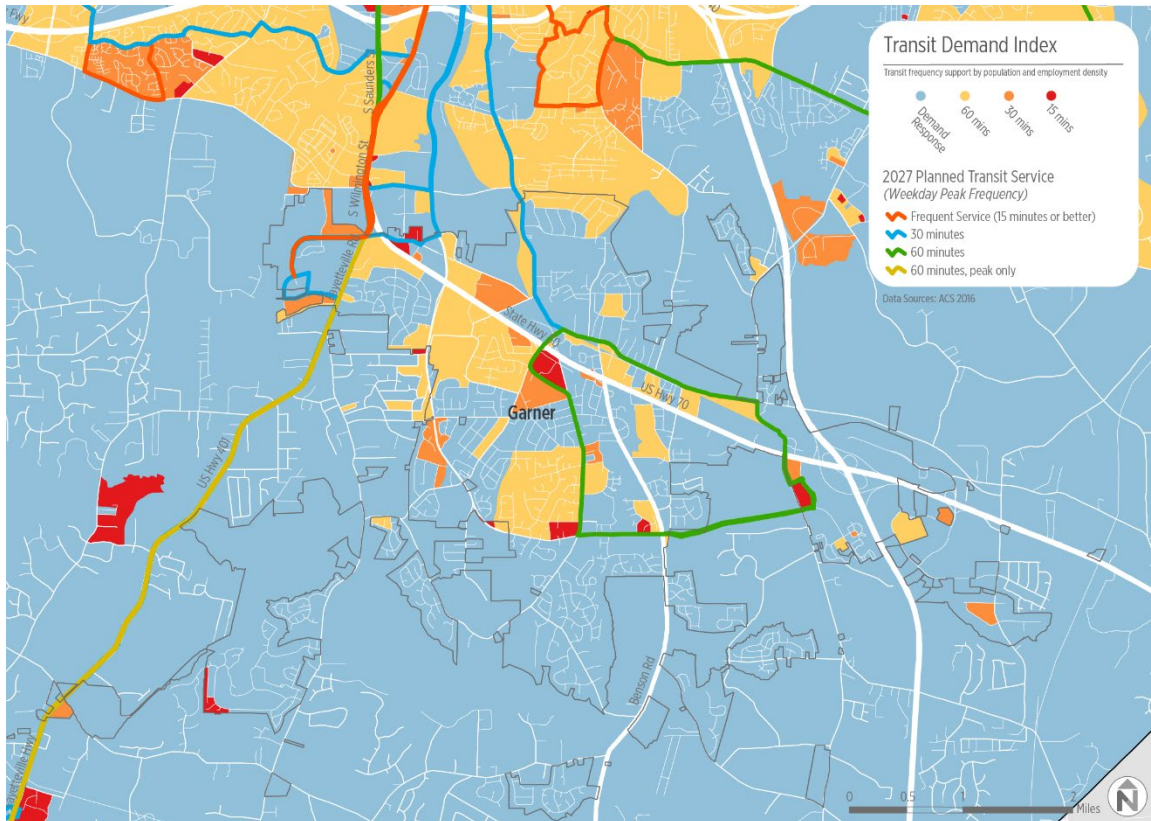 Fwy
Transit Demand Index
Transit frequency support by population and employment density
Demand
Response
60 mins
30 mins
15 mins
2027 Planned Transit Service
(Weekday Peak Frequency)
Frequent Service (15 minutes or better)
30 minutes
60 minutes
60 minutes, peak only
Data Sources: ACS 2016
S Saunders
S Wilmington St
Fayetteville Rd
State Hwy
US Hwy 70
Garner
US Hwy 401
Benson Rd
Fayetteville Hwy
0 0.5 1 2
Miles
N